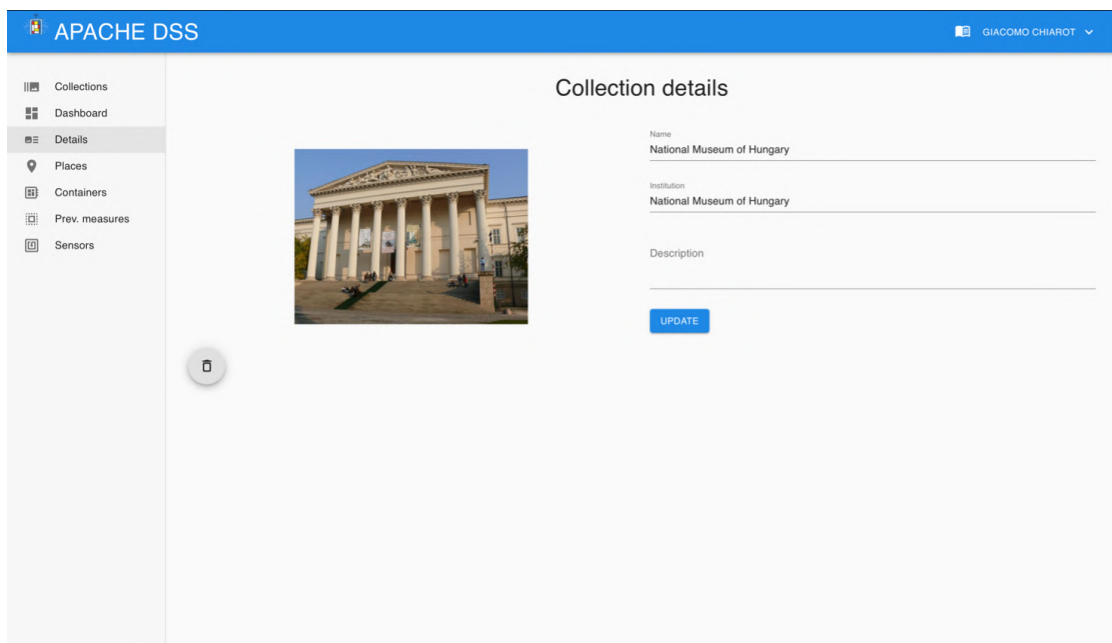 APACHE DSS
GIACOMO CHIAROT
Collections
Dashboard
Details
Places
Containers
Prev. measures
Sensors
Collection details
Name
National Museum of Hungary
Institution
National Museum of Hungary
Description
UPDATE